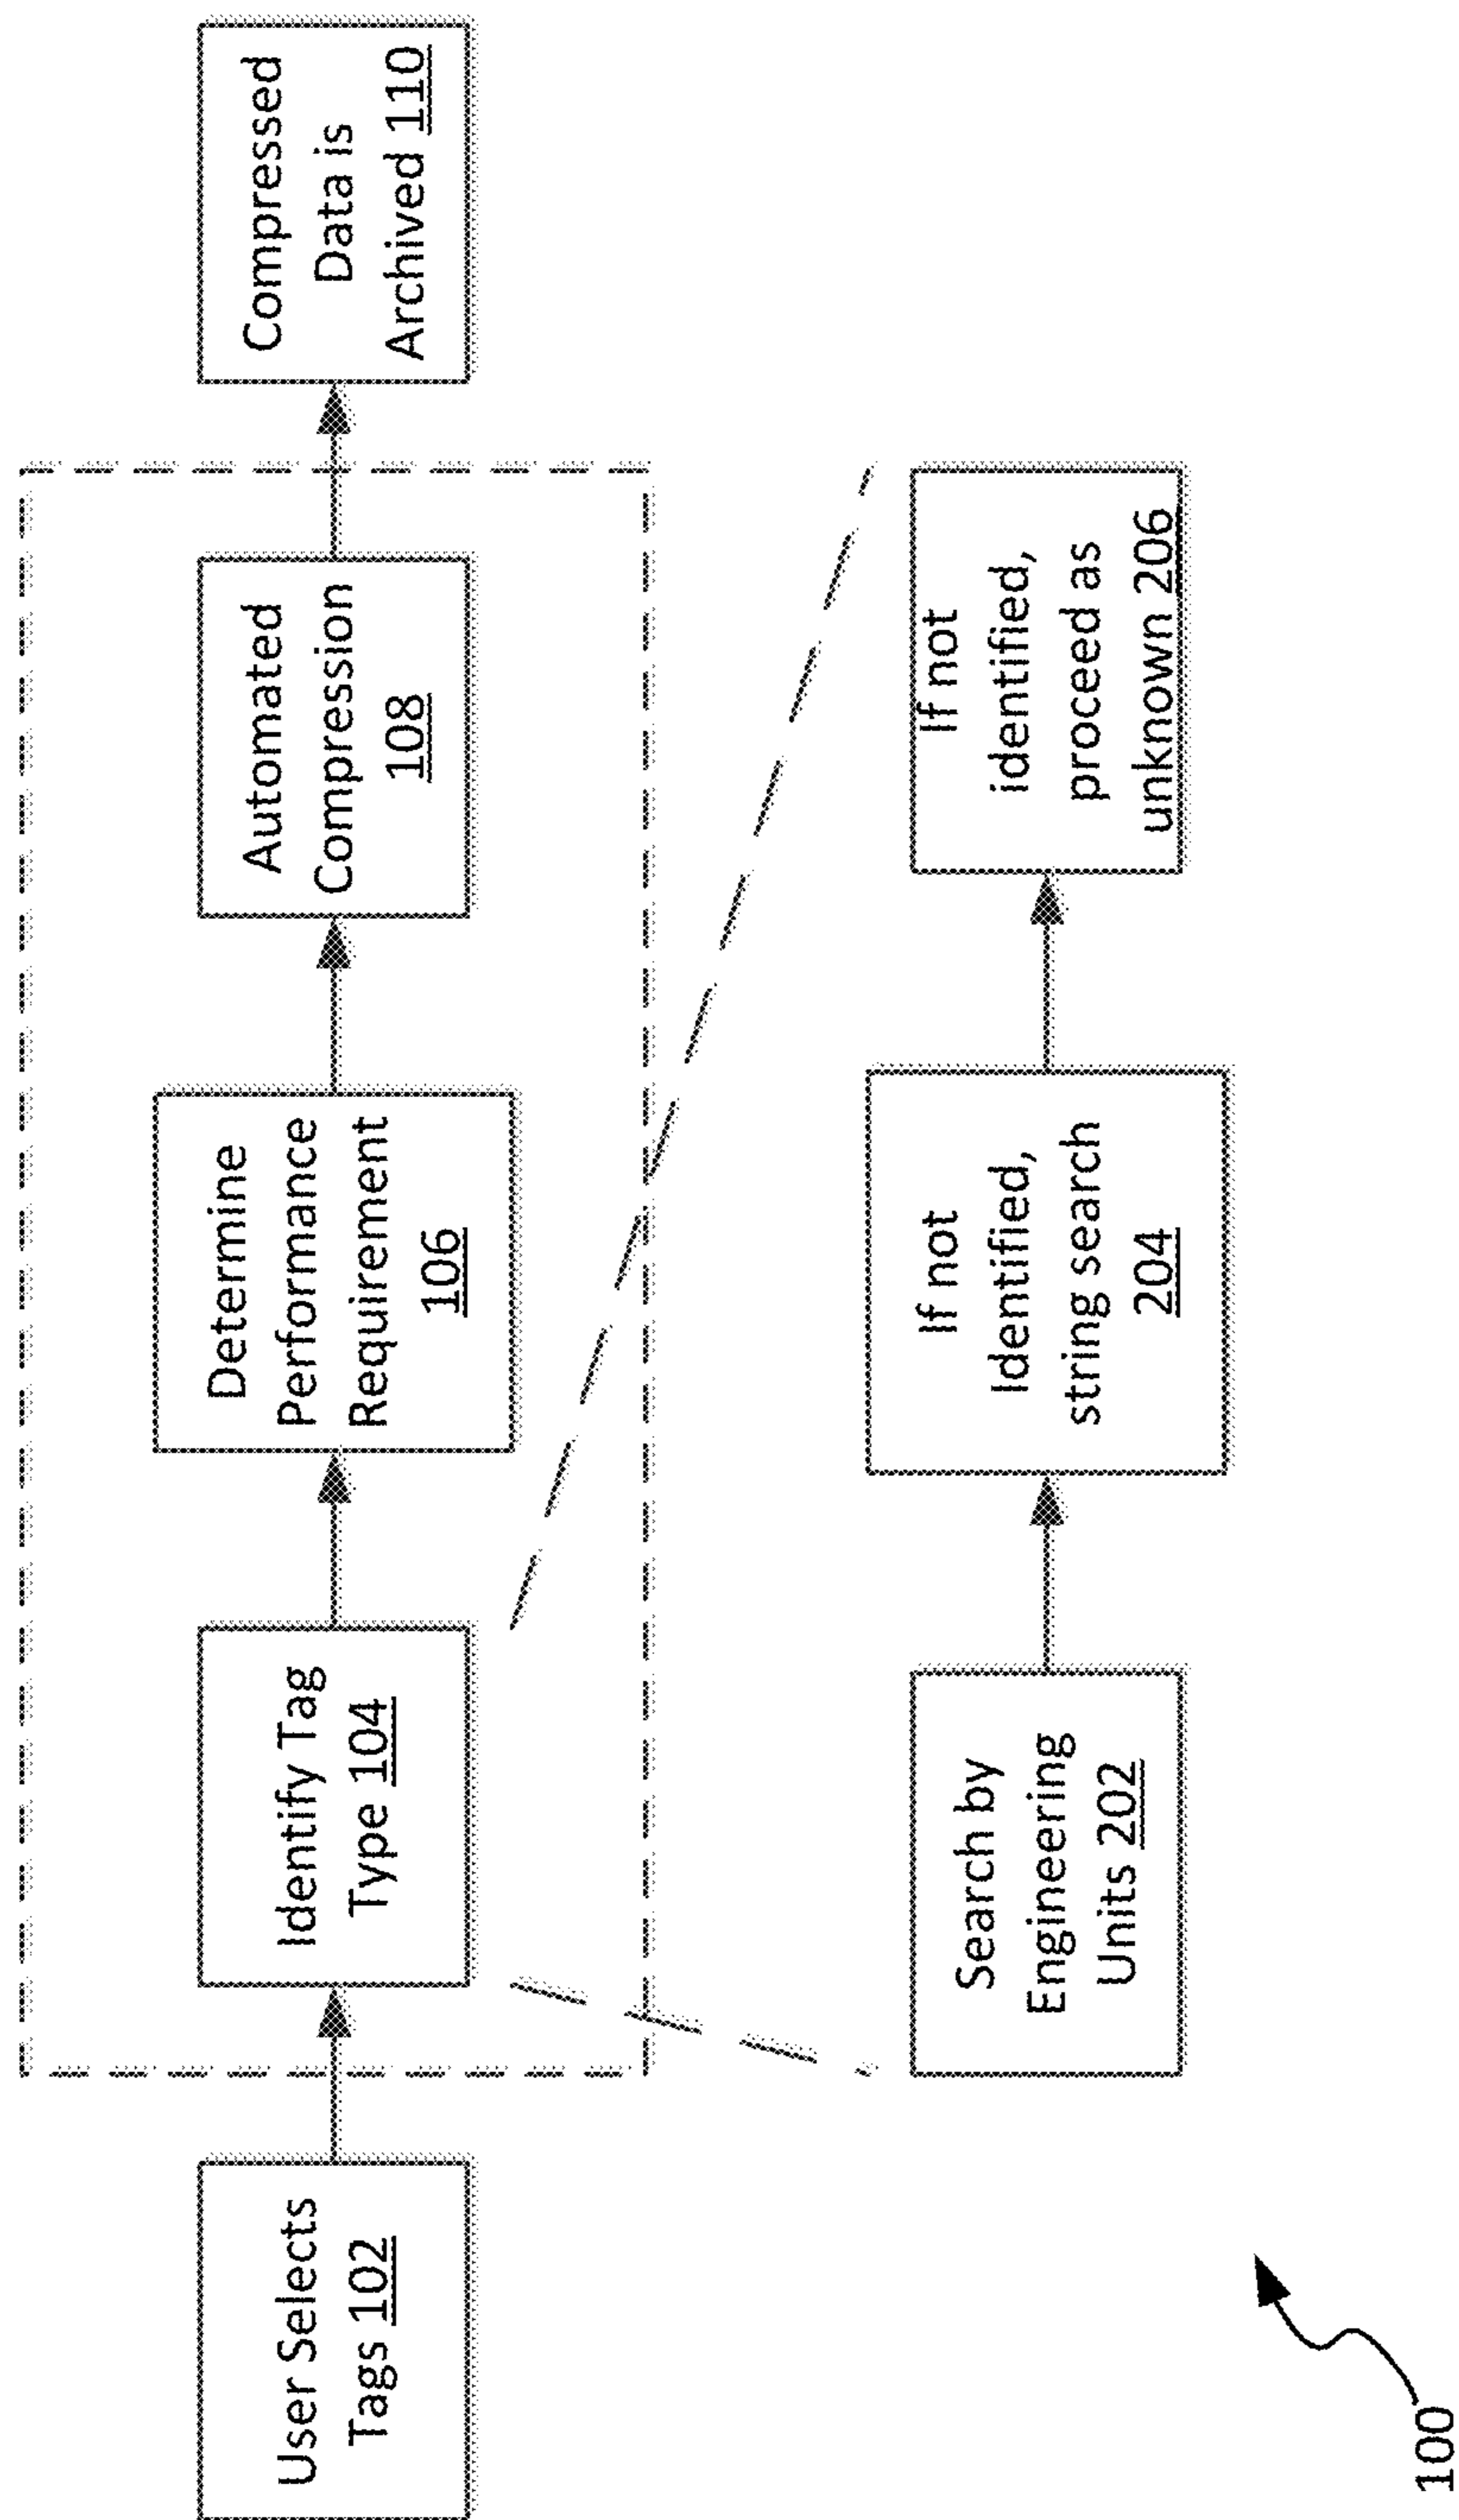 User Selects
Tags 102
Identify Tag
Type 104
Determine
Performance
Requirement
106
Automated
Compression
108
Compressed
Data is
Archived 110
Search by
Engineering
Units 202
If not
Identified,
string search
204
If not
identified,
proceed as
unknown 206
100